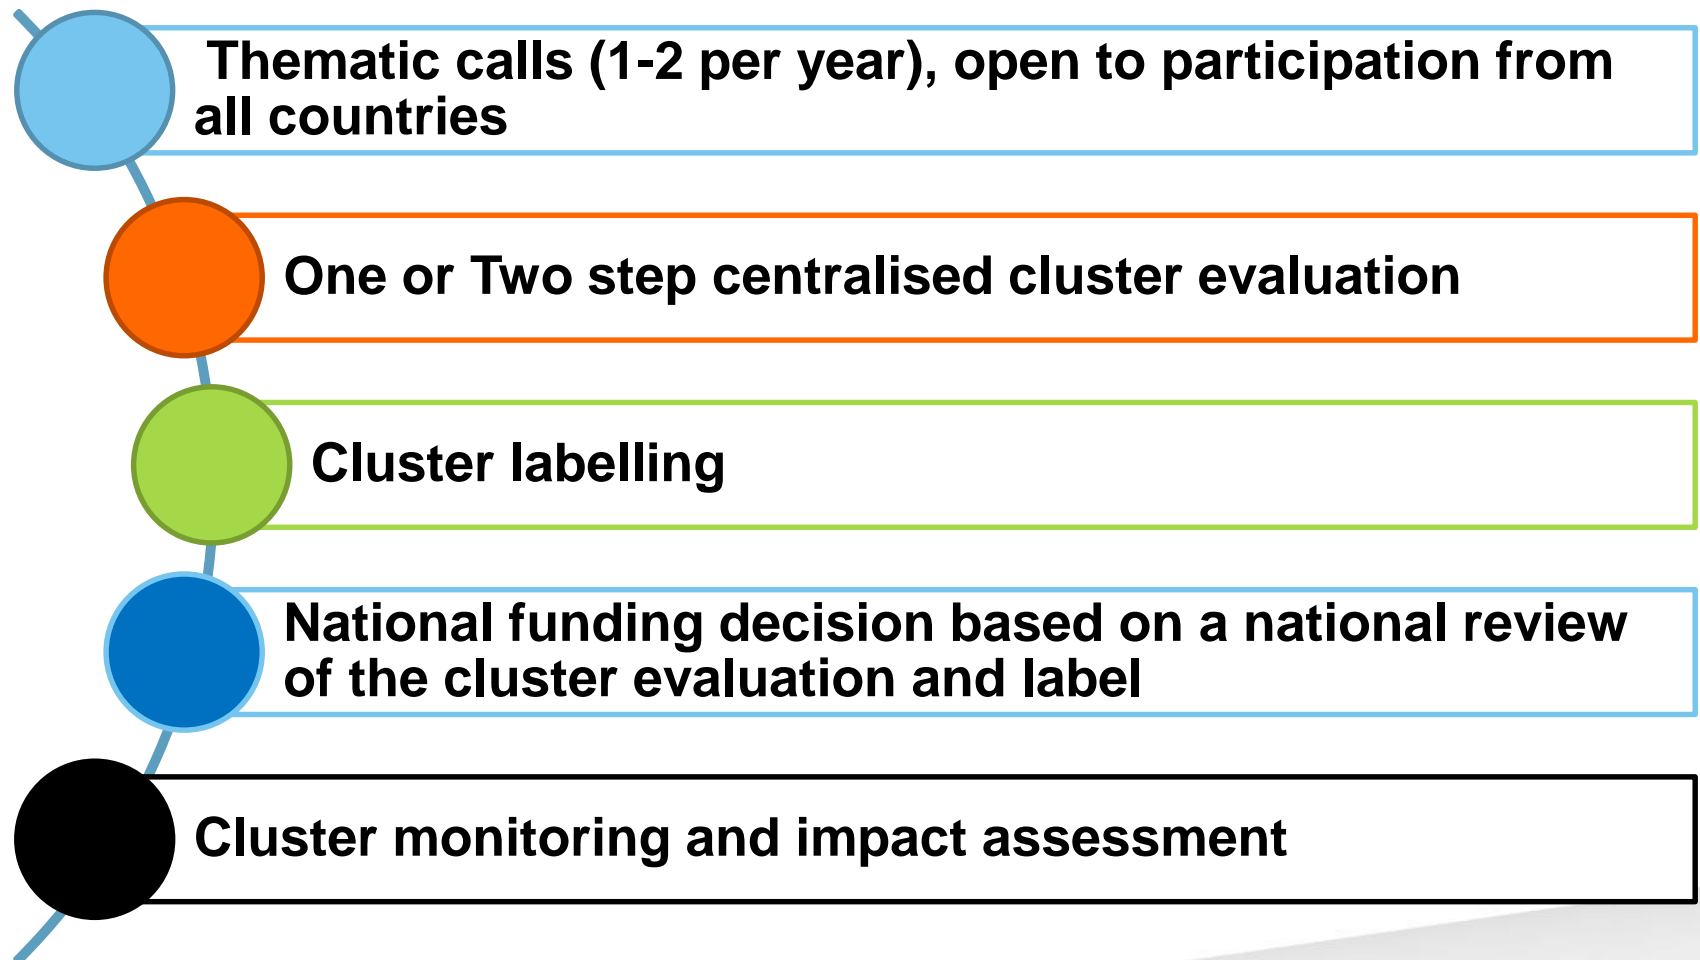 Thematic calls (1-2 per year), open to participation from
all countries
One or Two step centralised cluster evaluation
Cluster labelling
National funding decision based on a national review
of the cluster evaluation and label
Cluster monitoring and impact assessment